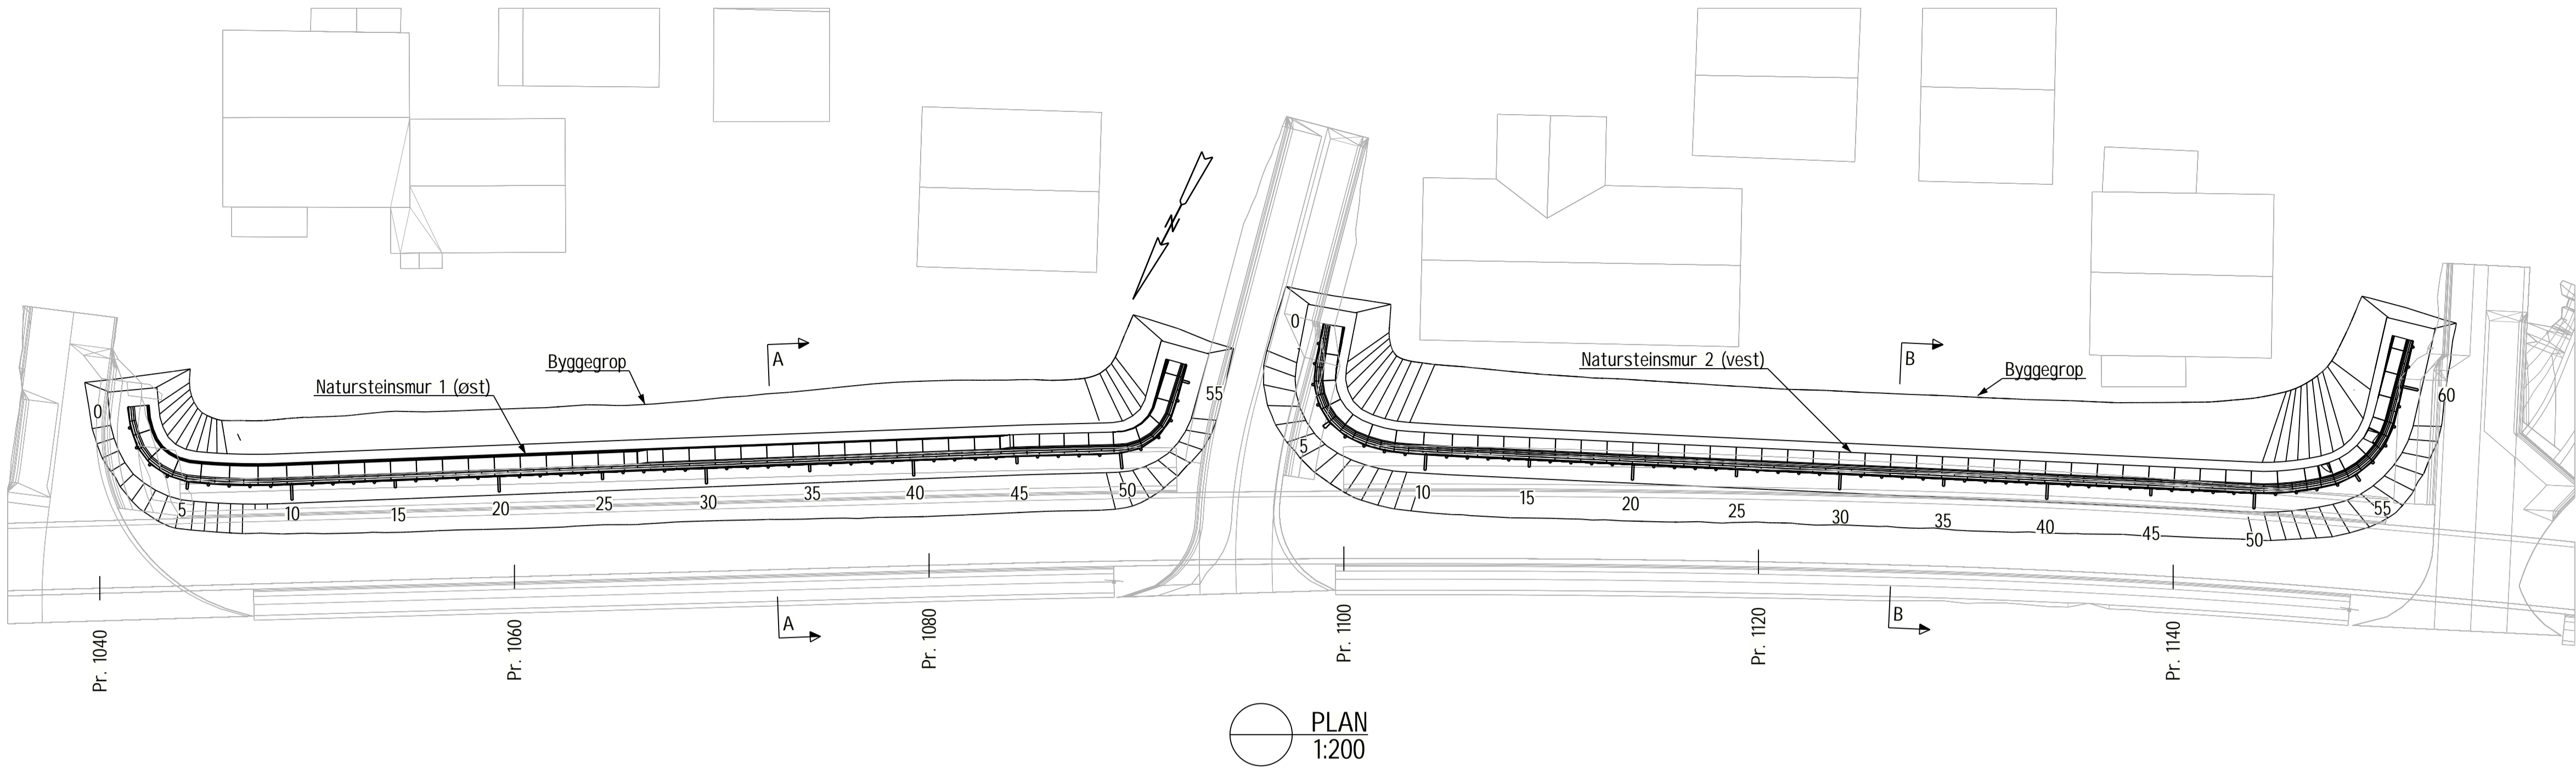 N
0
Natursteinsmur 1 (øst)
Byggegrop
A
55
5
10
15
20
25
30
35
40
45
50
0
Natursteinsmur 2 (vest)
B
Byggegrop
60
5
10
15
20
25
30
35
40
45
50
55
A
B
Pr. 1040
Pr. 1060
Pr. 1080
Pr. 1100
Pr. 1120
Pr. 1140
PLAN
1:200